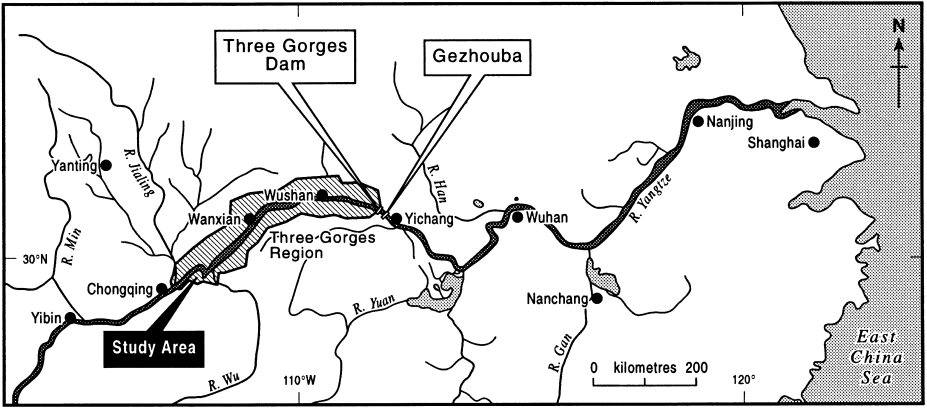 N
Three Gorges
Dam
Gezhouba
Nanjing
Shanghai
Yanting
R. Jialing
R. Han
R. Yangtze
Wushan
Wanxian
Yichang
Wuhan
Three Gorges
Region
R. Min
30°N
Chongqing
Nanchang
R. Yuan
Yibin
Study Area
R. Gan
East
China
Sea
0 kilometres 200
R. Wu
110°W
120°